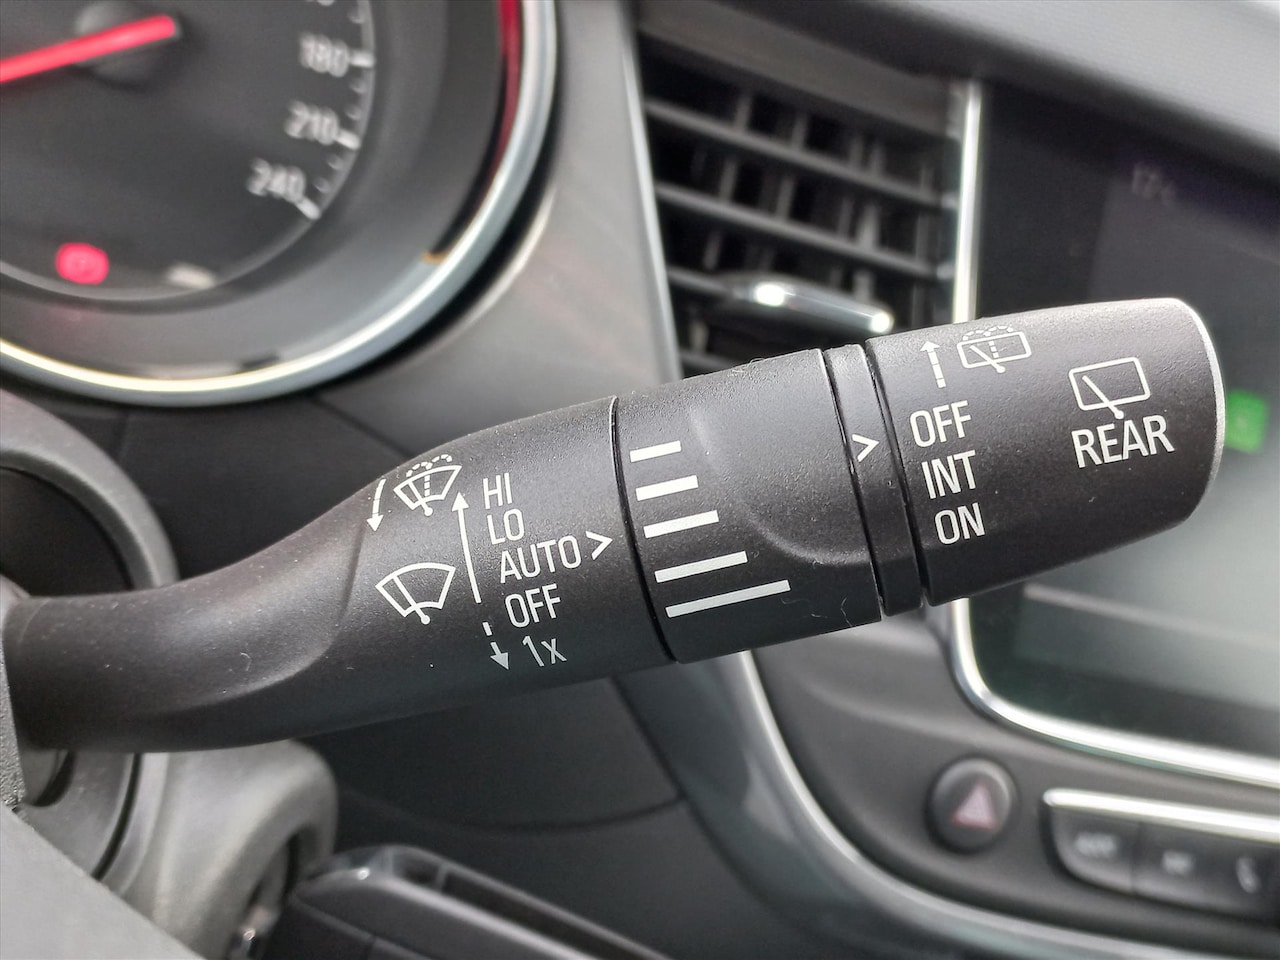 180
210
240
HI
LO
AUTO >
OFF
1x
>
OFF
INT
ON
REAR